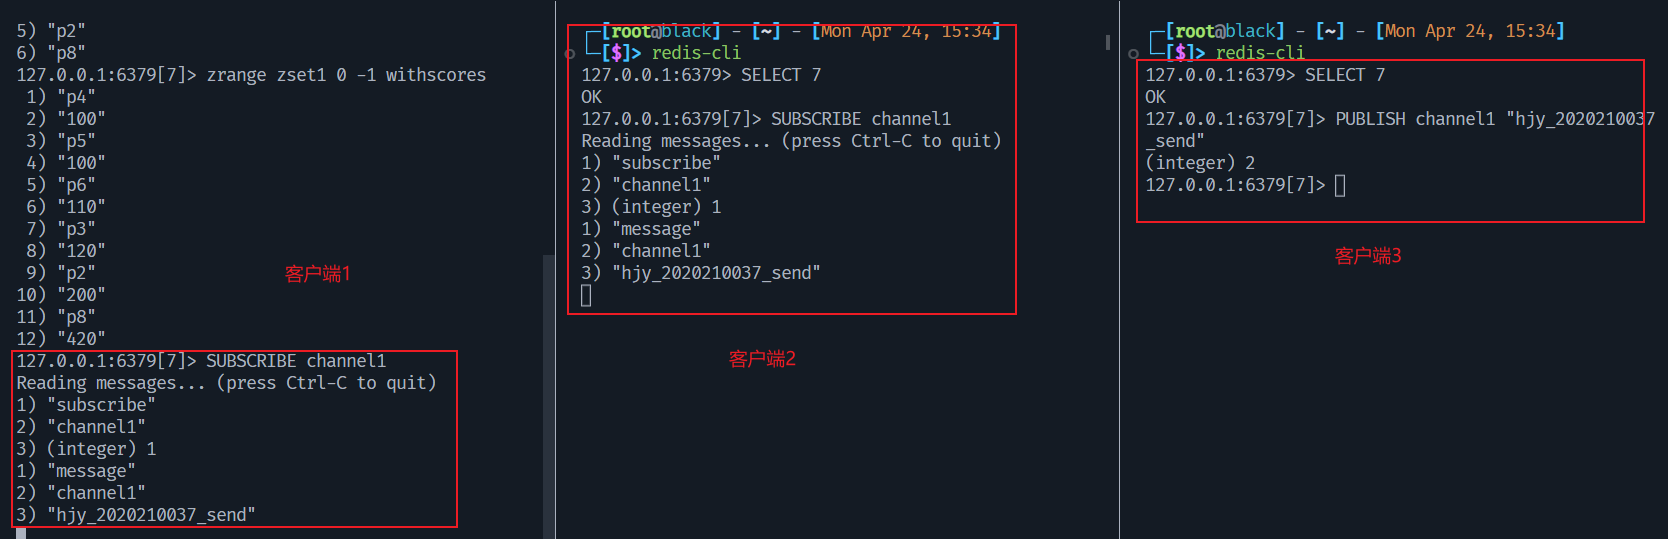 5) "p2"
6) "p8"
127.0.0.1:6379[7]> zrange zset1 0 -1 withscores
1) "p4"
2) "100"
3) "p5"
4) "100"
5) "p6"
6) "110"
7) "p3"
8) "120"
9) "p2"
10) "200"
11) "p8"
12) "420"
127.0.0.1:6379[7]> SUBSCRIBE channel1
Reading messages... (press Ctrl-C to quit)
1) "subscribe"
2) "channel1"
3) (integer) 1
1) "message"
2) "channel1"
3) "hjy_2020210037_send"
客户端1
[root@black] - [~] - [Mon Apr 24, 15:34]
[$]> redis-cli
127.0.0.1:6379> SELECT 7
OK
127.0.0.1:6379[7]> SUBSCRIBE channel1
Reading messages... (press Ctrl-C to quit)
1) "subscribe"
2) "channel1"
3) (integer) 1
1) "message"
2) "channel1"
3) "hjy_2020210037_send"
客户端2
[root@black] - [~] - [Mon Apr 24, 15:34]
[$]> redis-cli
127.0.0.1:6379> SELECT 7
OK
127.0.0.1:6379[7]> PUBLISH channel1 "hjy_2020210037
_send"
(integer) 2
127.0.0.1:6379[7]>
客户端3